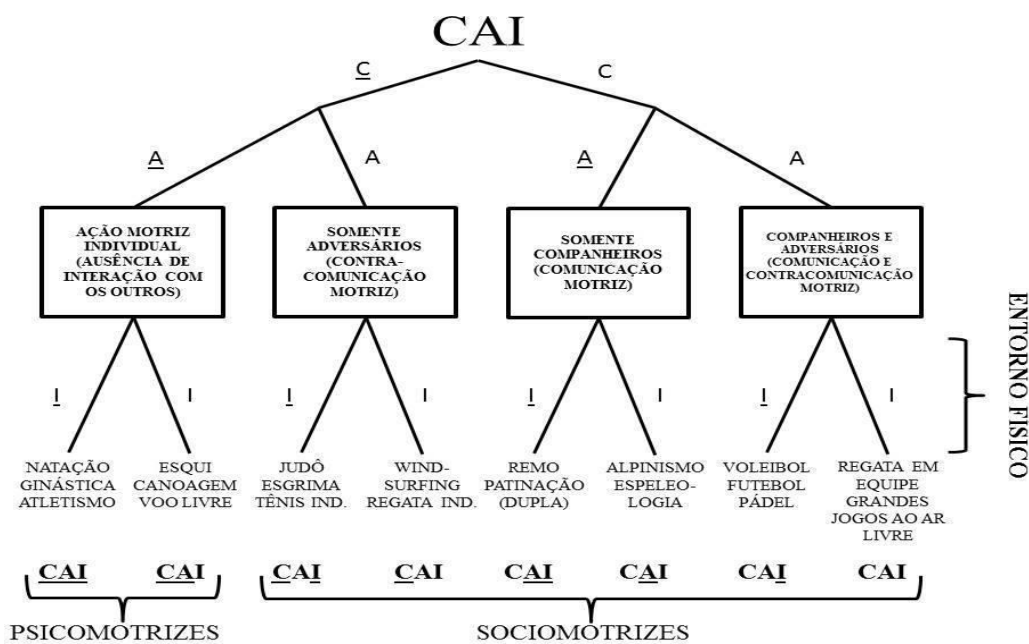 CAI
C
C
A
A
A
A
AÇÃO MOTRIZ
INDIVIDUAL
(AUSÊNCIA DE
INTERAÇÃO COM
OS OUTROS)
SOMENTE
ADVERSÁRIOS
(CONTRA-
COMUNICAÇÃO
MOTRIZ)
SOMENTE
COMPANHEIROS
(COMUNICAÇÃO
MOTRIZ)
COMPANHEIROS E
ADVERSÁRIOS
(COMUNICAÇÃO E
CONTRACOMUNICAÇÃO
MOTRIZ)
I
I
I
I
I
I
I
I
ENTORNO FISICO
NATAÇÃO
GINÁSTICA
ATLETISMO
ESQUI
CANOAGEM
VOO LIVRE
JUDÔ
ESGRIMA
TÊNIS IND.
WIND-
SURFING
REGATA IND.
REMO
PATINAÇÃO
(DUPLA)
ALPINISMO
ESPELEO-
LOGIA
VOLEIBOL
FUTEBOL
PÁDEL
REGATA EM
EQUIPE
GRANDES
JOGOS AO AR
LIVRE
CAI
CAI
CAI
CAI
CAI
CAI
CAI
CAI
PSICOMOTRIZES
SOCIOMOTRIZES